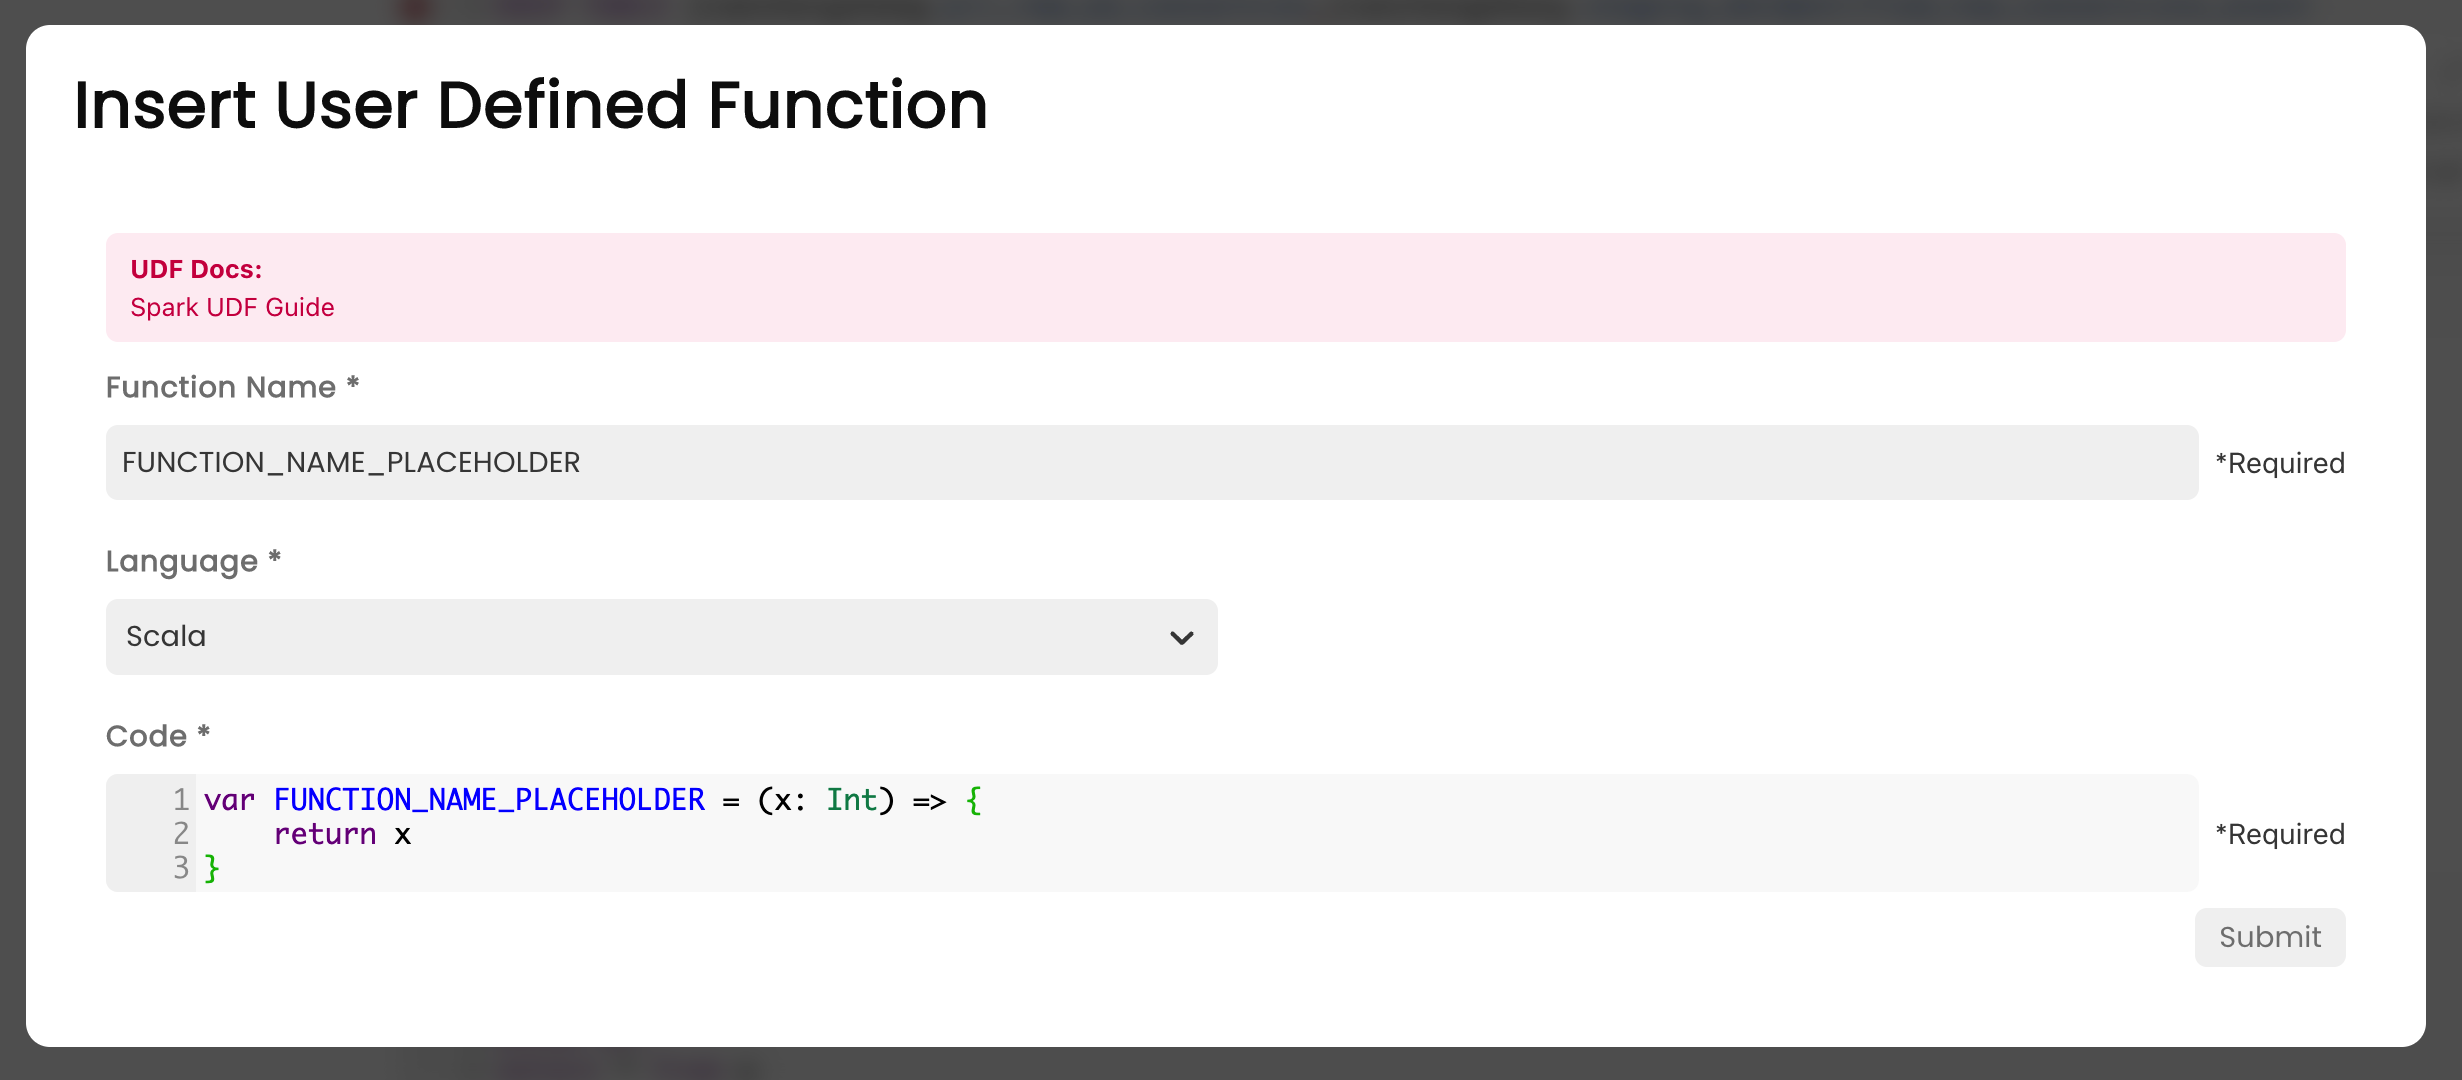 Insert User Defined Function
UDF Docs:
Spark UDF Guide
Function Name *
FUNCTION_NAME_PLACEHOLDER
*Required
Language *
Scala
Code *
1 var FUNCTION_NAME_PLACEHOLDER = (x: Int) => {
2     return x
3 }
*Required
Submit